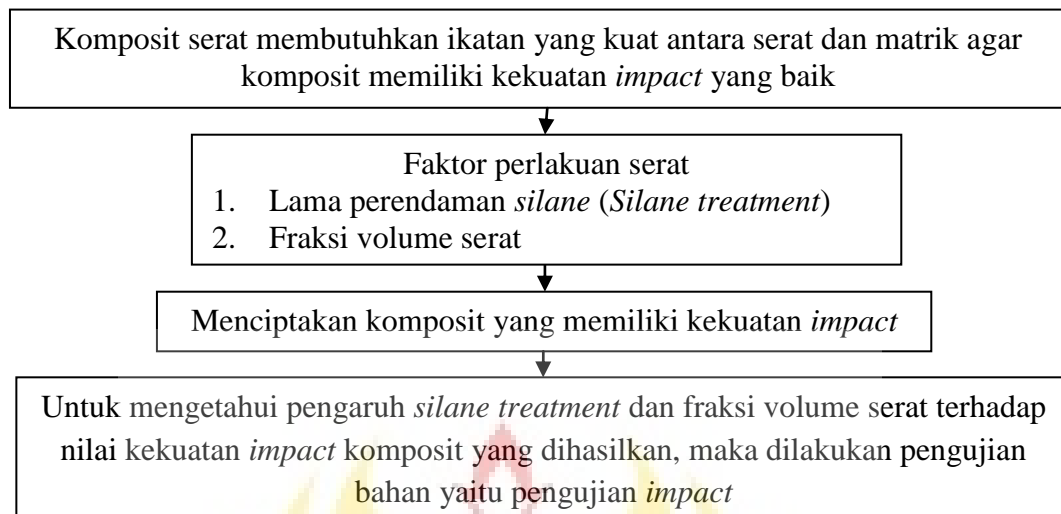 Komposit serat membutuhkan ikatan yang kuat antara serat dan matrik agar
komposit memiliki kekuatan impact yang baik
Faktor perlakuan serat
1. Lama perendaman silane (Silane treatment)
2. Fraksi volume serat
Menciptakan komposit yang memiliki kekuatan impact
Untuk mengetahui pengaruh silane treatment dan fraksi volume serat terhadap
nilai kekuatan impact komposit yang dihasilkan, maka dilakukan pengujian
bahan yaitu pengujian impact